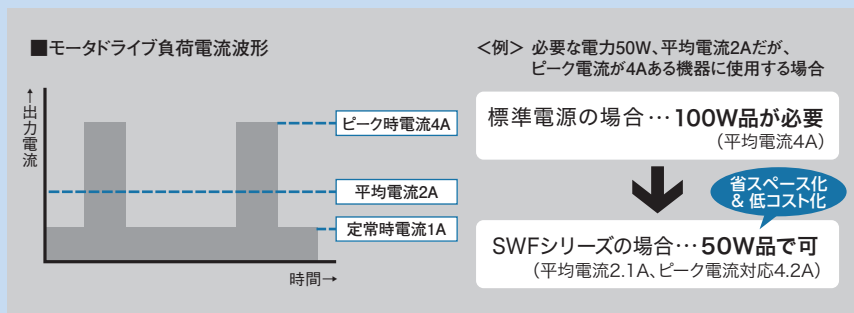 ■モータドライブ負荷電流波形
↑出力電流
ピーク時電流4A
平均電流2A
定常時電流1A
時間→
＜例＞ 必要な電力50W、平均電流2Aだが、
ピーク電流が4Aある機器に使用する場合
標準電源の場合…100W品が必要
(平均電流4A)
省スペース化
& 低コスト化
SWFシリーズの場合…50W品で可
(平均電流2.1A、ピーク電流対応4.2A)